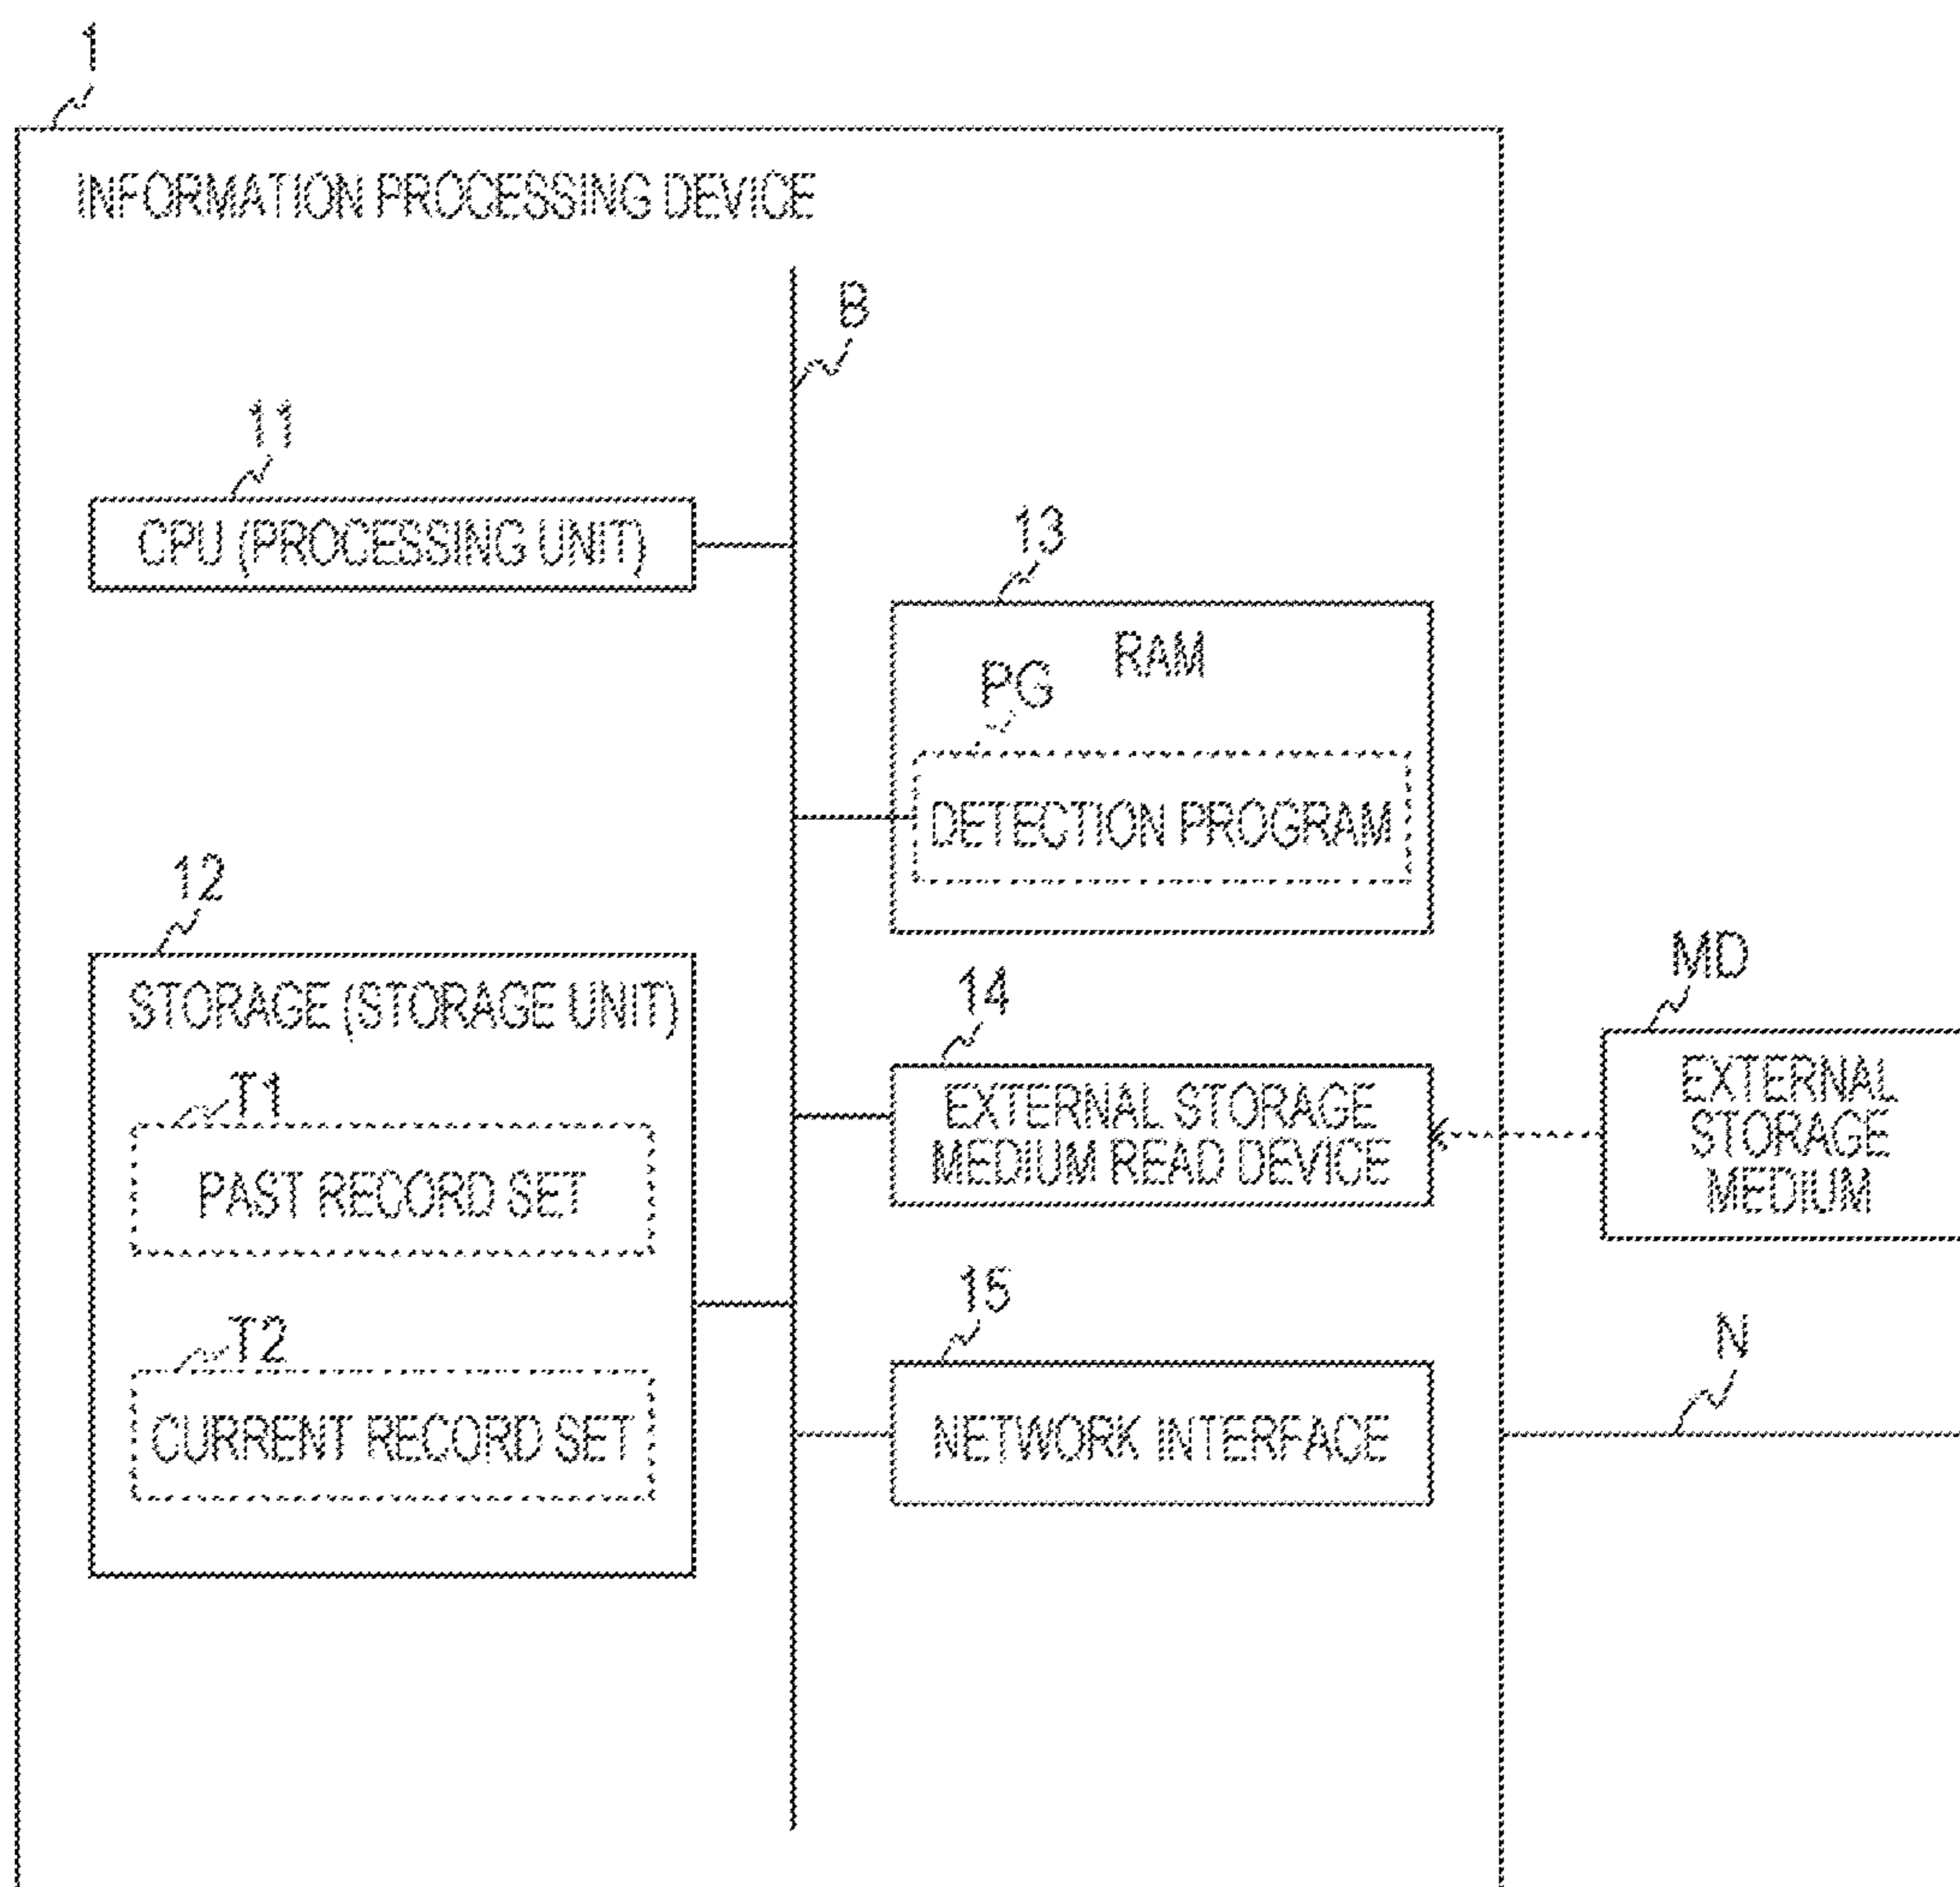 1
INFORMATION PROCESSING DEVICE
B
11
CPU (PROCESSING UNIT)
13
RAM
PG
DETECTION PROGRAM
12
STORAGE (STORAGE UNIT)
T1
PAST RECORD SET
T2
CURRENT RECORD SET
14
EXTERNAL STORAGE
MEDIUM READ DEVICE
15
NETWORK INTERFACE
MD
EXTERNAL
STORAGE
MEDIUM
N